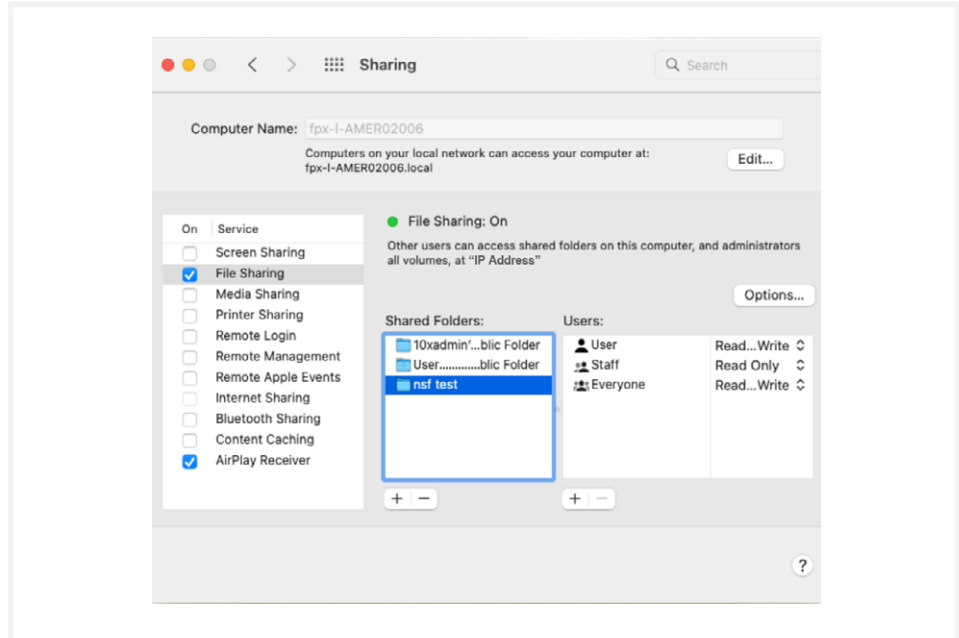 Sharing
Search
Computer Name: fpx-l-AMER02006
Computers on your local network can access your computer at:
fpx-l-AMER02006.local
Edit...
On Service
Screen Sharing
File Sharing
Media Sharing
Printer Sharing
Remote Login
Remote Management
Remote Apple Events
Internet Sharing
Bluetooth Sharing
Content Caching
AirPlay Receiver
File Sharing: On
Other users can access shared folders on this computer, and administrators
all volumes, at “IP Address”
Options...
Shared Folders:
10xadmin'...blic Folder
User.............blic Folder
nsf test
Users:
User Read...Write
Staff Read Only
Everyone Read...Write
+ −
+ −
?